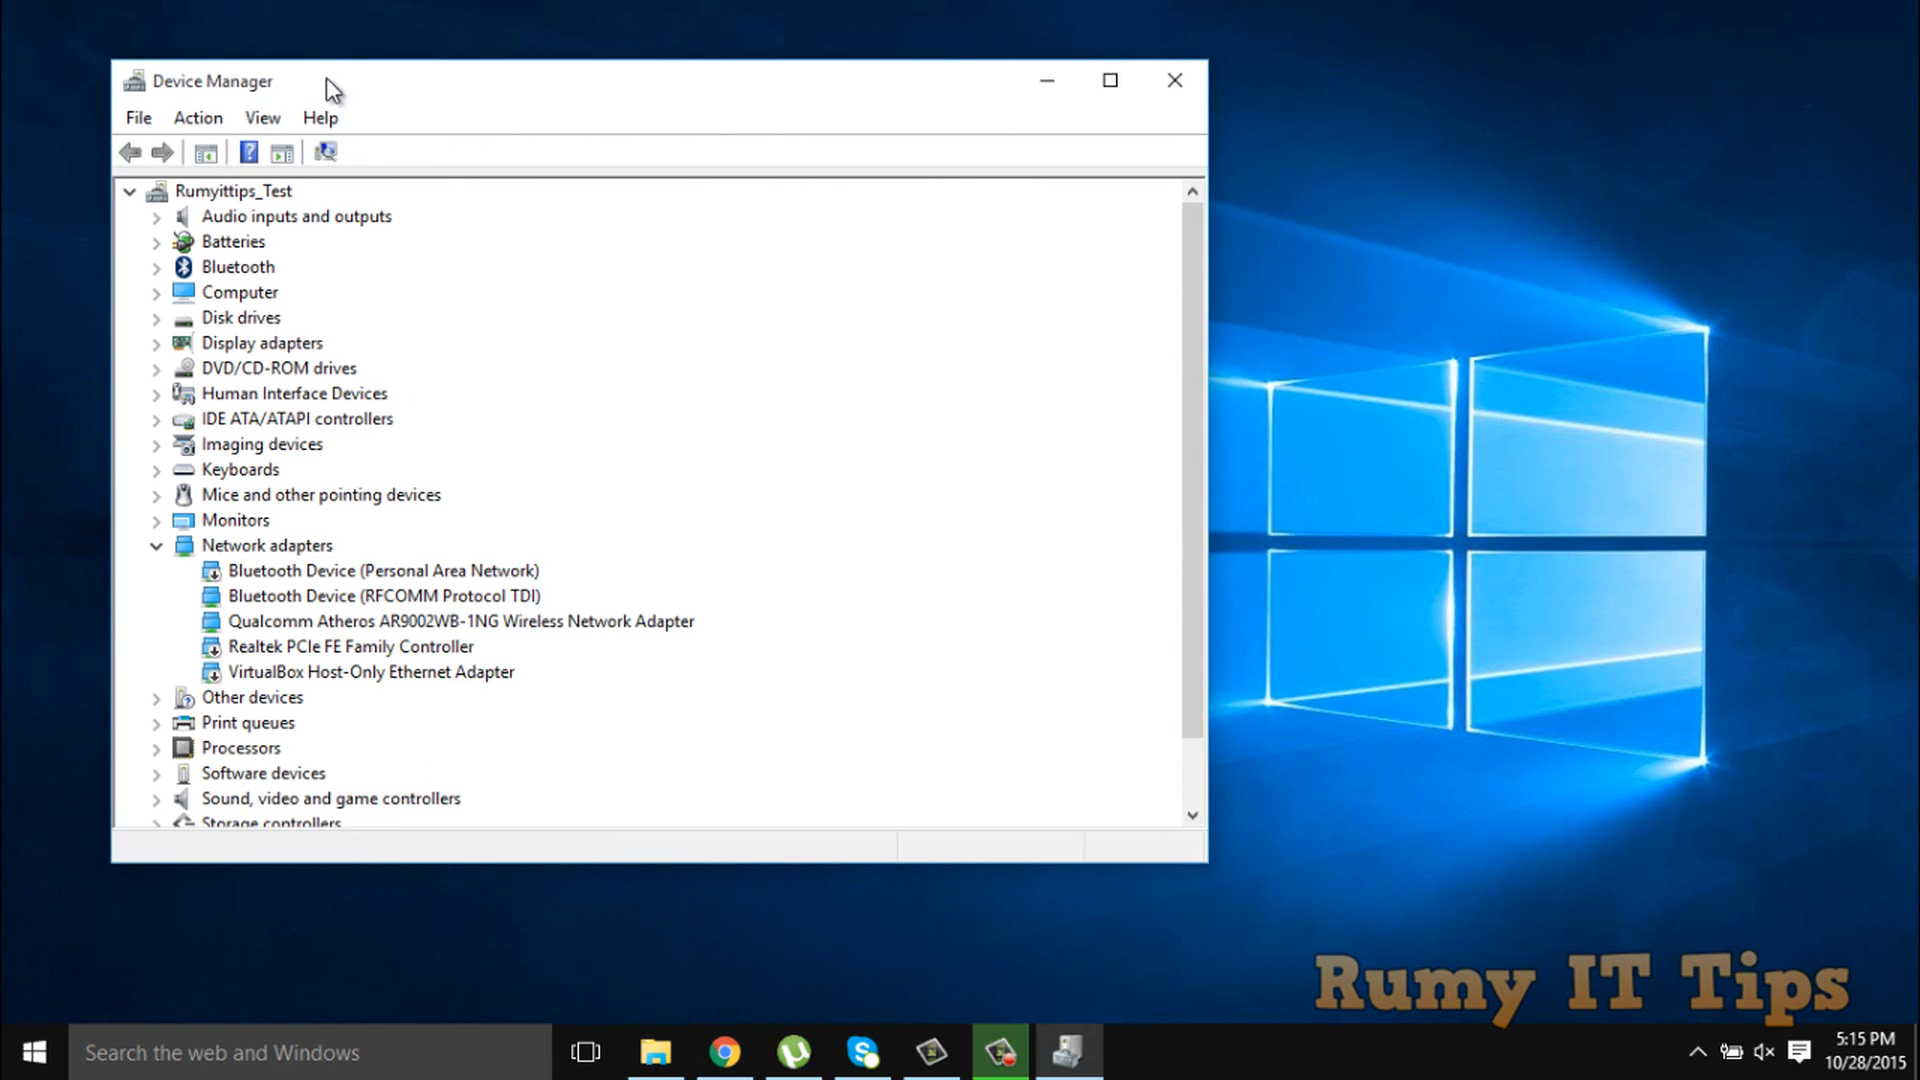 Device Manager
File Action View Help
Rumyittips_Test
Audio inputs and outputs
Batteries
Bluetooth
Computer
Disk drives
Display adapters
DVD/CD-ROM drives
Human Interface Devices
IDE ATA/ATAPI controllers
Imaging devices
Keyboards
Mice and other pointing devices
Monitors
Network adapters
Bluetooth Device (Personal Area Network)
Bluetooth Device (RFCOMM Protocol TDI)
Qualcomm Atheros AR9002WB-1NG Wireless Network Adapter
Realtek PCIe FE Family Controller
VirtualBox Host-Only Ethernet Adapter
Other devices
Print queues
Processors
Software devices
Sound, video and game controllers
Storage controllers
Rumy IT Tips
Search the web and Windows
5:15 PM
10/28/2015